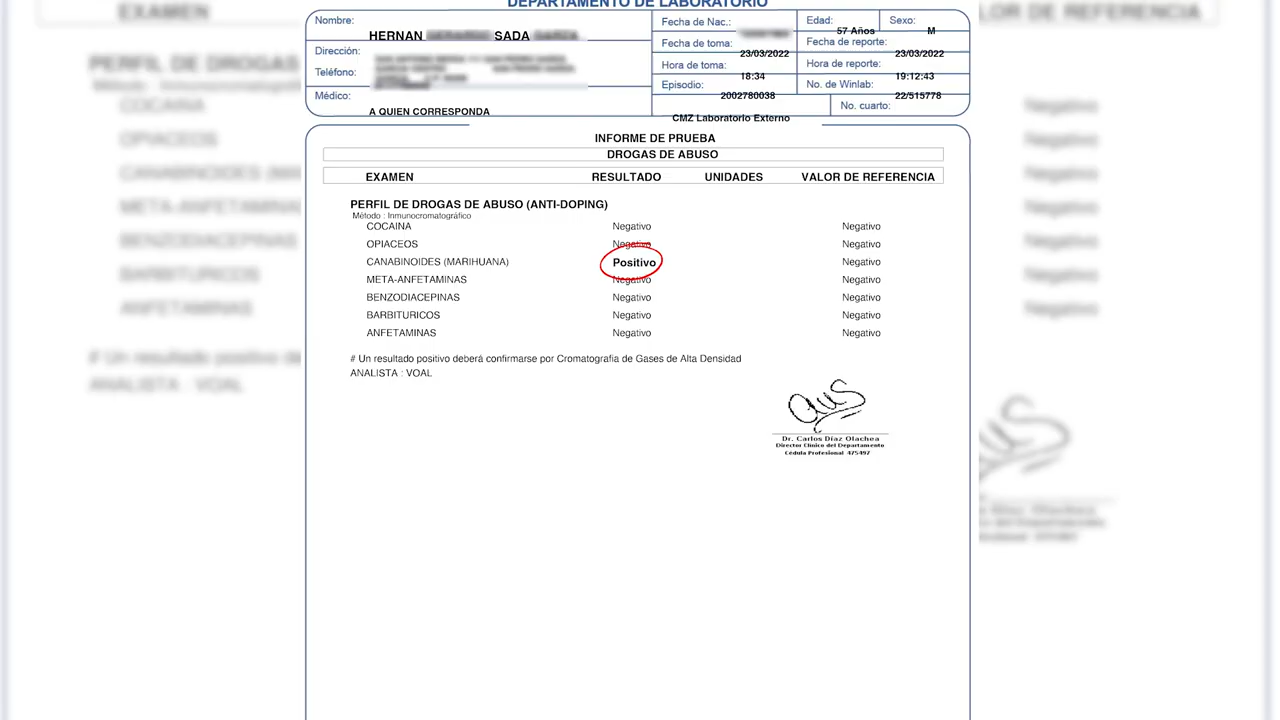 DEPARTAMENTO DE LABORATORIO
Nombre:
HERNAN SADA
Dirección:
Teléfono:
Médico:
A QUIEN CORRESPONDA
Fecha de Nac.:
Edad:
57 Años
Sexo:
M
Fecha de toma:
23/03/2022
Fecha de reporte:
23/03/2022
Hora de toma:
18:34
Hora de reporte:
19:12:43
Episodio:
2002780038
No. de Winlab:
22/515778
No. cuarto:
CMZ Laboratorio Externo
INFORME DE PRUEBA
DROGAS DE ABUSO
EXAMEN RESULTADO UNIDADES VALOR DE REFERENCIA
PERFIL DE DROGAS DE ABUSO (ANTI-DOPING)
Método : Inmunocromatográfico
COCAINA Negativo Negativo
OPIACEOS Negativo Negativo
CANABINOIDES (MARIHUANA) Positivo Negativo
META-ANFETAMINAS Negativo Negativo
BENZODIACEPINAS Negativo Negativo
BARBITURICOS Negativo Negativo
ANFETAMINAS Negativo Negativo
# Un resultado positivo deberá confirmarse por Cromatografia de Gases de Alta Densidad
ANALISTA : VOAL
Dr. Carlos Díaz Olachea
Director Clínico del Departamento
Cédula Profesional 475497